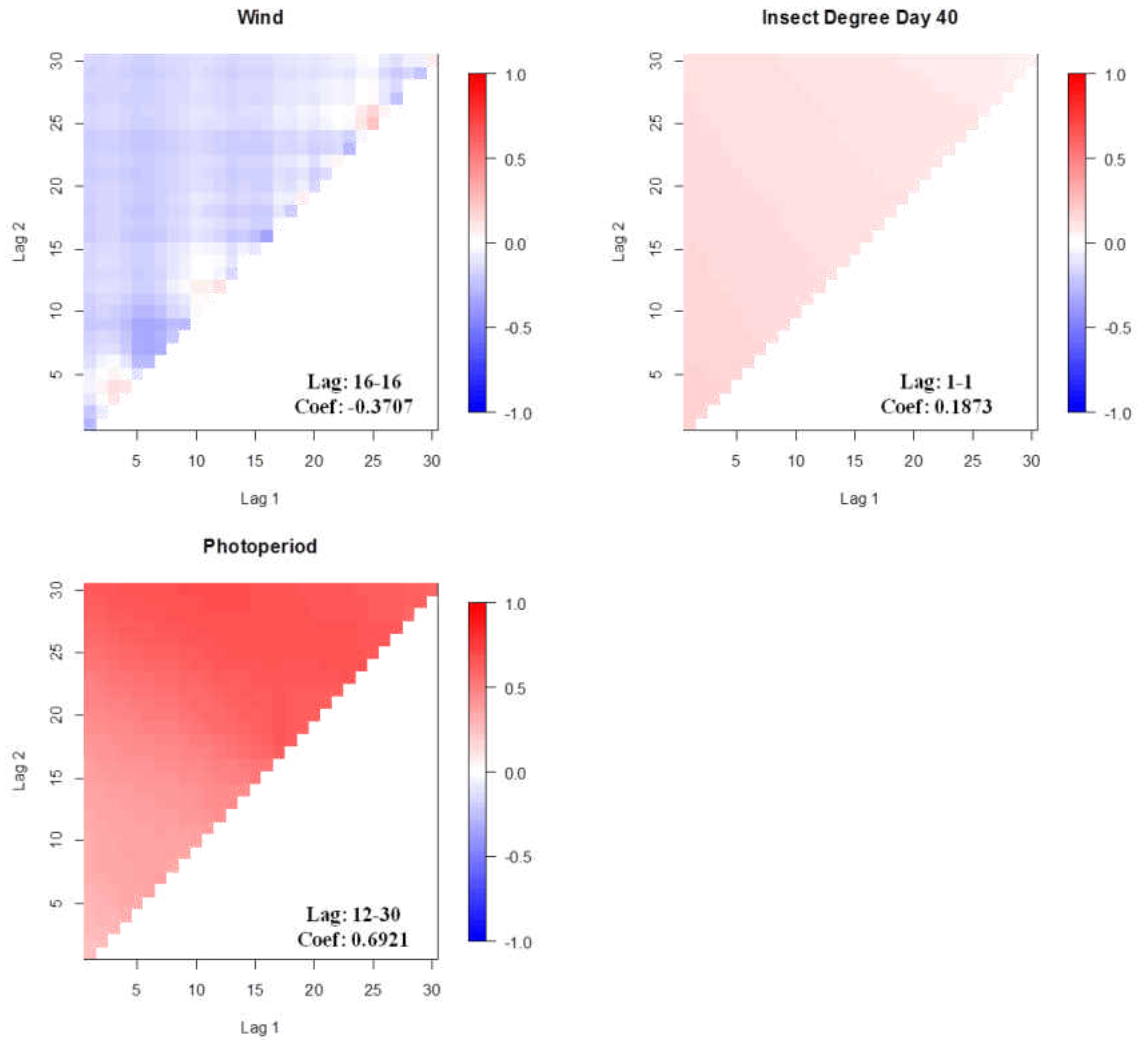 Wind
Insect Degree Day 40
30
25
20
15
10
5
Lag 2
1.0
0.5
0.0
-0.5
-1.0
Lag: 16-16
Coef: -0.3707
5 10 15 20 25 30
Lag 1
30
25
20
15
10
5
Lag 2
1.0
0.5
0.0
-0.5
-1.0
Lag: 1-1
Coef: 0.1873
5 10 15 20 25 30
Lag 1
Photoperiod
30
25
20
15
10
5
Lag 2
1.0
0.5
0.0
-0.5
-1.0
Lag: 12-30
Coef: 0.6921
5 10 15 20 25 30
Lag 1